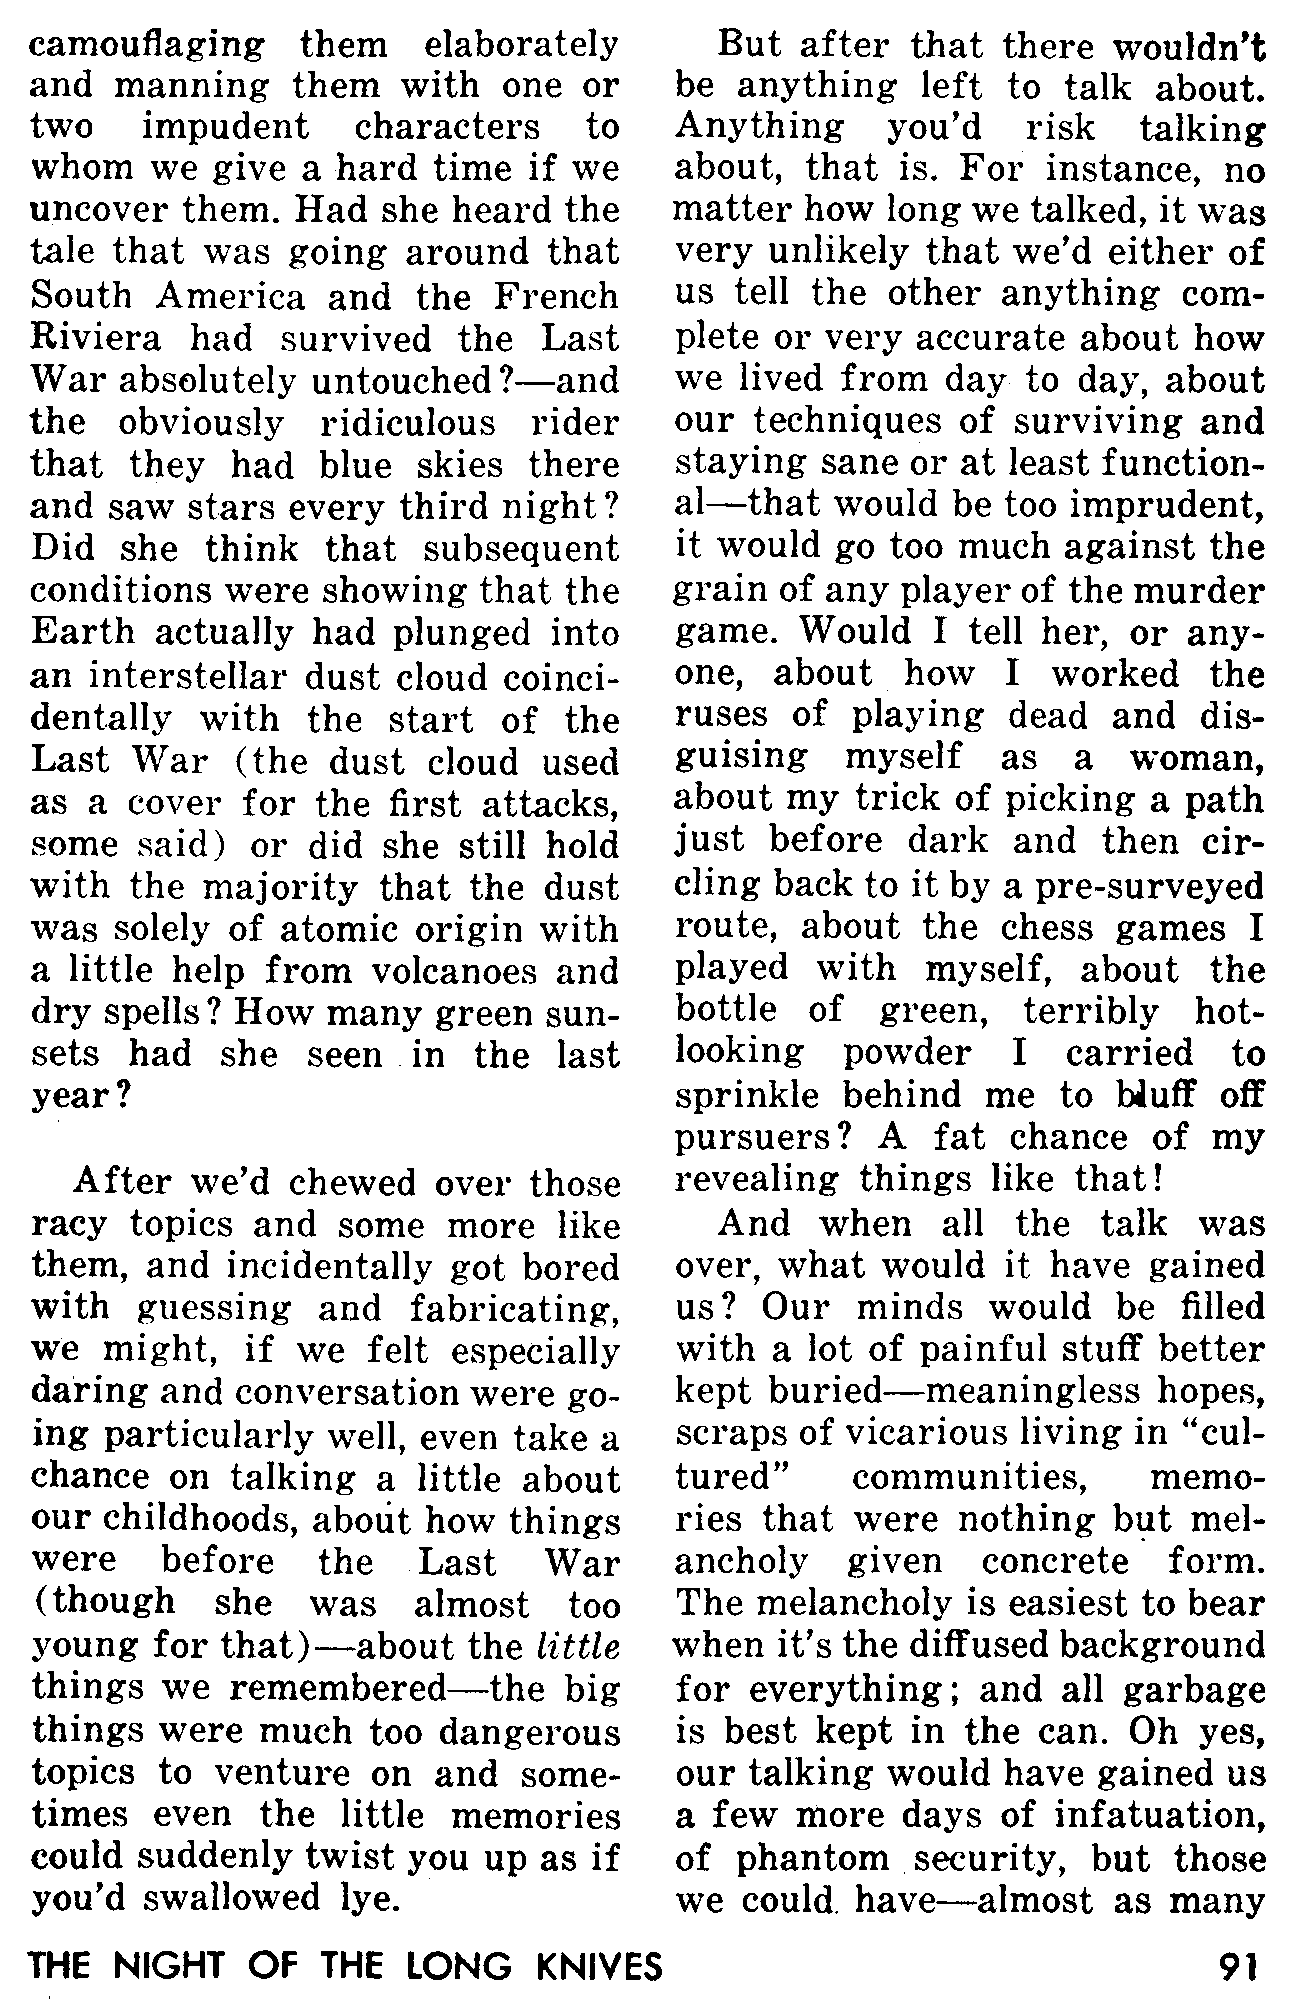 camouflaging them elaborately
and manning them with one or
two impudent characters to
whom we give a hard time if we
uncover them. Had she heard the
tale that was going around that
South America and the French
Riviera had survived the Last
War absolutely untouched?—and
the obviously ridiculous rider
that they had blue skies there
and saw stars every third night?
Did she think that subsequent
conditions were showing that the
Earth actually had plunged into
an interstellar dust cloud coinci-
dentally with the start of the
Last War (the dust cloud used
as a cover for the first attacks,
some said) or did she still hold
with the majority that the dust
was solely of atomic origin with
a little help from volcanoes and
dry spells? How many green sun-
sets had she seen in the last
year?
After we'd chewed over those
racy topics and some more like
them, and incidentally got bored
with guessing and fabricating,
we might, if we felt especially
daring and conversation were go-
ing particularly well, even take a
chance on talking a little about
our childhoods, about how things
were before the Last War
(though she was almost too
young for that)—about the little
things we remembered—the big
things were much too dangerous
topics to venture on and some-
times even the little memories
could suddenly twist you up as if
you'd swallowed lye.
But after that there wouldn't
be anything left to talk about.
Anything you'd risk talking
about, that is. For instance, no
matter how long we talked, it was
very unlikely that we'd either of
us tell the other anything com-
plete or very accurate about how
we lived from day to day, about
our techniques of surviving and
staying sane or at least function-
al—that would be too imprudent,
it would go too much against the
grain of any player of the murder
game. Would I tell her, or any-
one, about how I worked the
ruses of playing dead and dis-
guising myself as a woman,
about my trick of picking a path
just before dark and then cir-
cling back to it by a pre-surveyed
route, about the chess games I
played with myself, about the
bottle of green, terribly hot-
looking powder I carried to
sprinkle behind me to bluff off
pursuers? A fat chance of my
revealing things like that!
And when all the talk was
over, what would it have gained
us? Our minds would be filled
with a lot of painful stuff better
kept buried—meaningless hopes,
scraps of vicarious living in "cul-
tured" communities, memo-
ries that were nothing but mel-
ancholy given concrete form.
The melancholy is easiest to bear
when it's the diffused background
for everything; and all garbage
is best kept in the can. Oh yes,
our talking would have gained us
a few more days of infatuation,
of phantom security, but those
we could have—almost as many
THE NIGHT OF THE LONG KNIVES 91